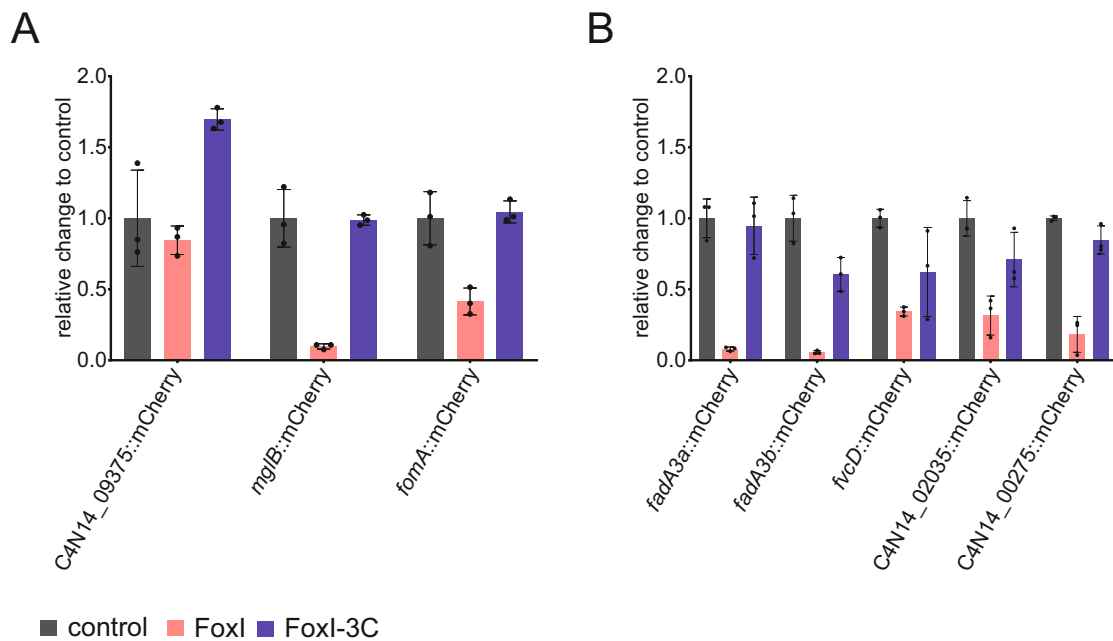 A
relative change to control
2.0
1.5
1.0
0.5
0.0
C4N14_09375::mCherry
mglB::mCherry
fomA::mCherry
B
relative change to control
2.0
1.5
1.0
0.5
0.0
fadA3a::mCherry
fadA3b::mCherry
fvcD::mCherry
C4N14_02035::mCherry
C4N14_00275::mCherry
control FoxI FoxI-3C